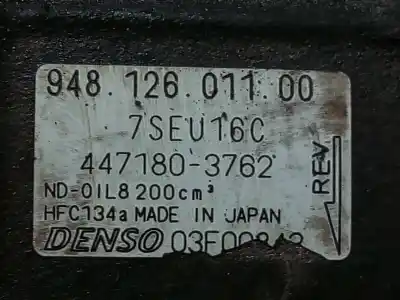 948.126.011.00
7SEU16C
447180-3762
ND-OIL8 200cm³
HFC134a MADE IN JAPAN
DENSO
REV